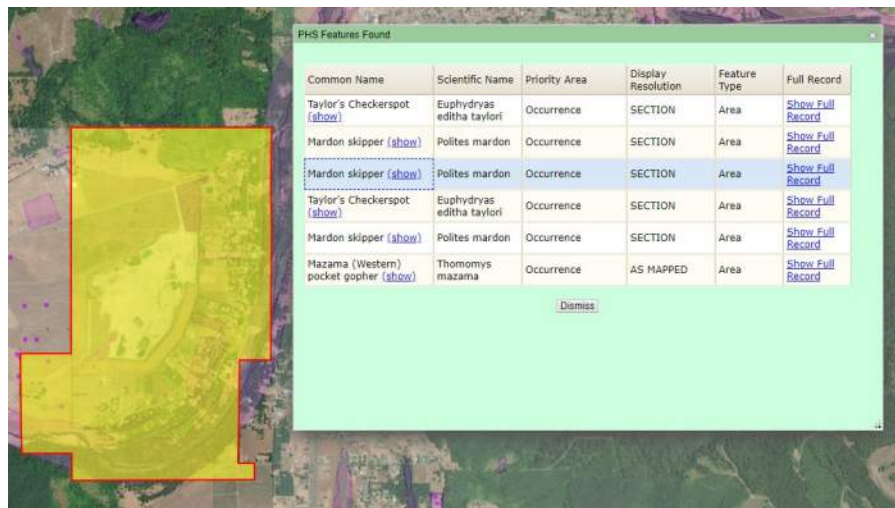 PHS Features Found
Common Name Scientific Name Priority Area Display Resolution Feature Type Full Record
Taylor's Checkerspot (show) Euphydryas editha taylori Occurrence SECTION Area Show Full Record
Mardon skipper (show) Polites mardon Occurrence SECTION Area Show Full Record
Mardon skipper (show) Polites mardon Occurrence SECTION Area Show Full Record
Taylor's Checkerspot (show) Euphydryas editha taylori Occurrence SECTION Area Show Full Record
Mardon skipper (show) Polites mardon Occurrence SECTION Area Show Full Record
Mazama (Western) pocket gopher (show) Thomomys mazama Occurrence AS MAPPED Area Show Full Record
Dismiss